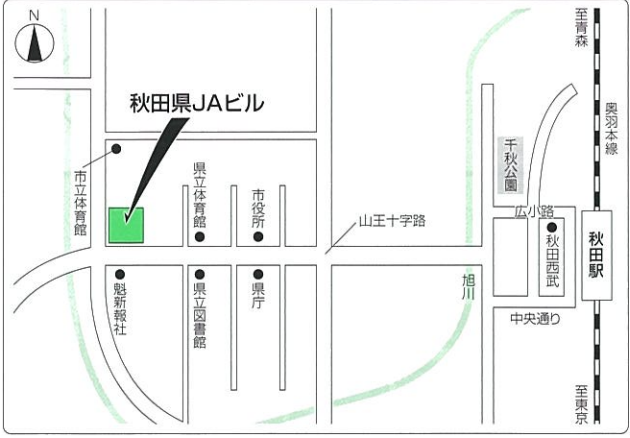 N
至青森
秋田県JAビル
奥羽本線
千秋公園
市立体育館
県立体育館
市役所
山王十字路
広小路
秋田西武
秋田駅
旭川
魁新報社
県立図書館
県庁
中央通り
至東京